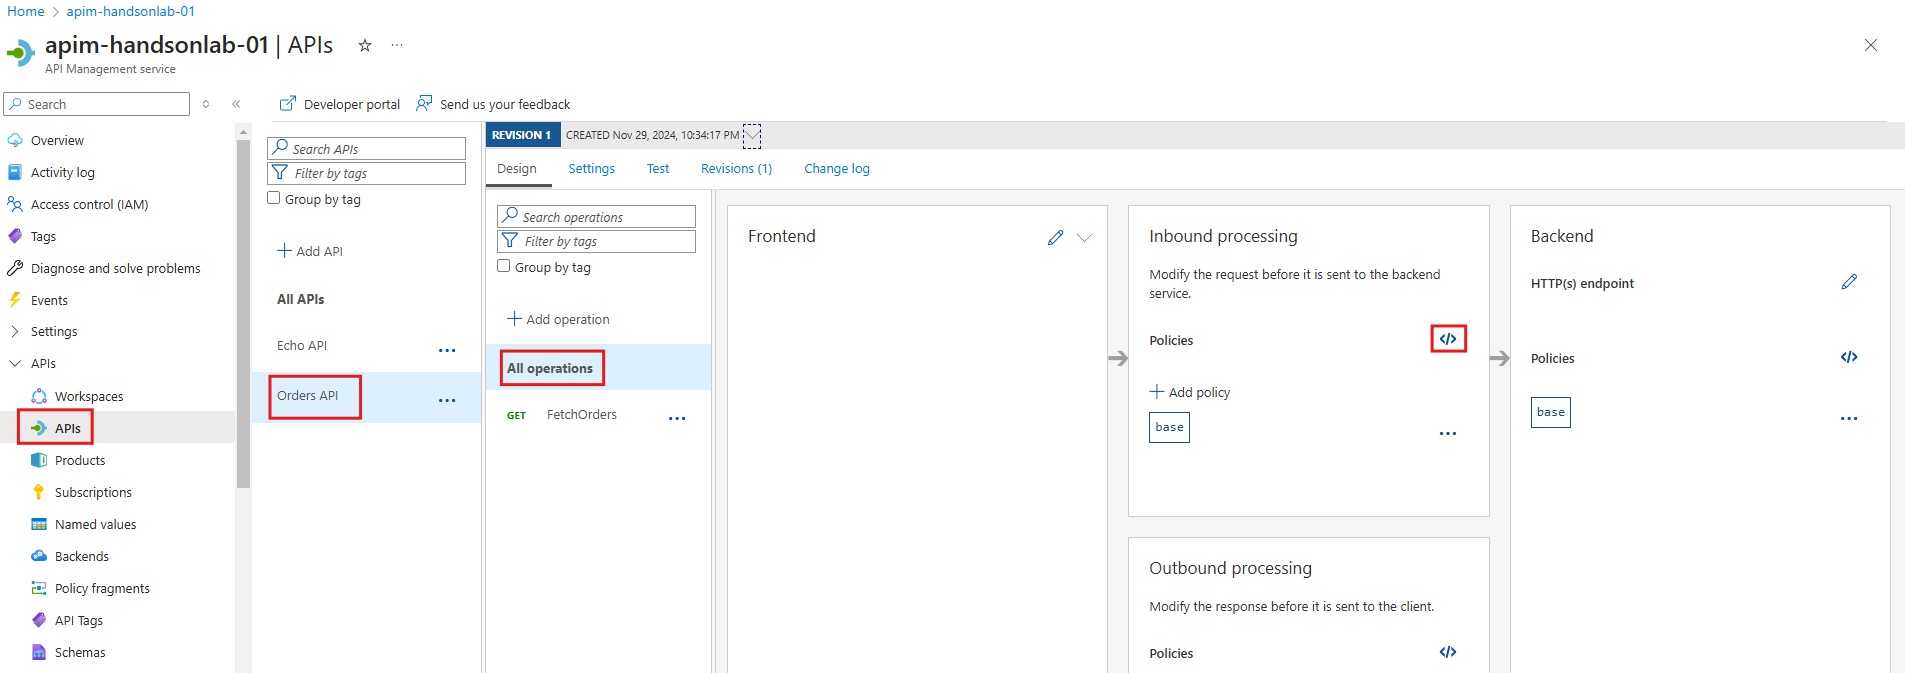 Home > apim-handsonlab-01
apim-handsonlab-01 | APIs
API Management service
Search
Overview
Activity log
Access control (IAM)
Tags
Diagnose and solve problems
Events
Settings
APIs
Workspaces
APIs
Products
Subscriptions
Named values
Backends
Policy fragments
API Tags
Schemas
Developer portal
Send us your feedback
Search APIs
Filter by tags
Group by tag
Add API
All APIs
Echo API
Orders API
REVISION 1
CREATED Nov 29, 2024, 10:34:17 PM
Design
Settings
Test
Revisions (1)
Change log
Search operations
Filter by tags
Group by tag
Add operation
All operations
GET FetchOrders
Frontend
Inbound processing
Modify the request before it is sent to the backend
service.
Policies
</>
Add policy
base
Outbound processing
Modify the response before it is sent to the client.
Policies
</>
Backend
HTTP(s) endpoint
Policies
</>
base